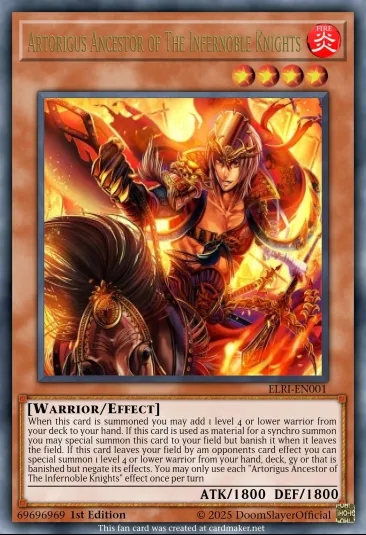 Artorigus Ancestor of The Infernoble Knights
FIRE
炎
ELRI-EN001
[Warrior/Effect]
When this card is summoned you may add 1 level 4 or lower warrior from
your deck to your hand. If this card is used as material for a synchro summon
you may special summon this card to your field but banish it when it leaves
the field. If this card leaves your field by am opponents card effect you can
special summon 1 level 4 or lower warrior from your hand, deck, gy or that is
banished but negate its effects. You may only use each "Artorigus Ancestor of
The Infernoble Knights" effect once per turn
ATK/1800 DEF/1800
69696969 1st Edition © 2025 DoomSlayerOfficial
This fan card was created at cardmaker.net